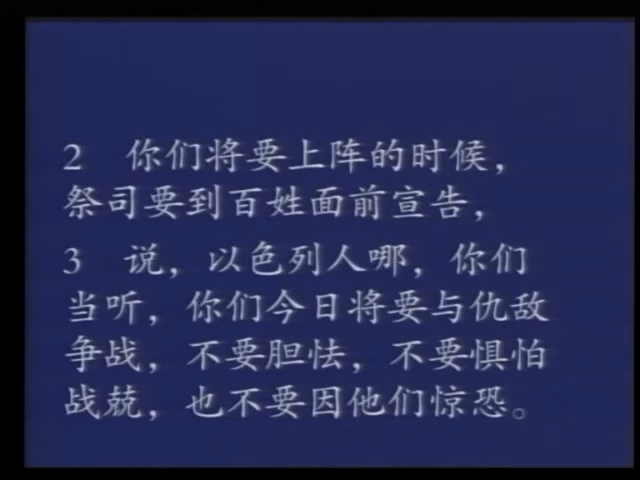 2 你们将要上阵的时候，
祭司要到百姓面前宣告，
3 说，以色列人哪，你们
当听，你们今日将要与仇敌
争战，不要胆怯，不要惧怕
战兢，也不要因他们惊恐。